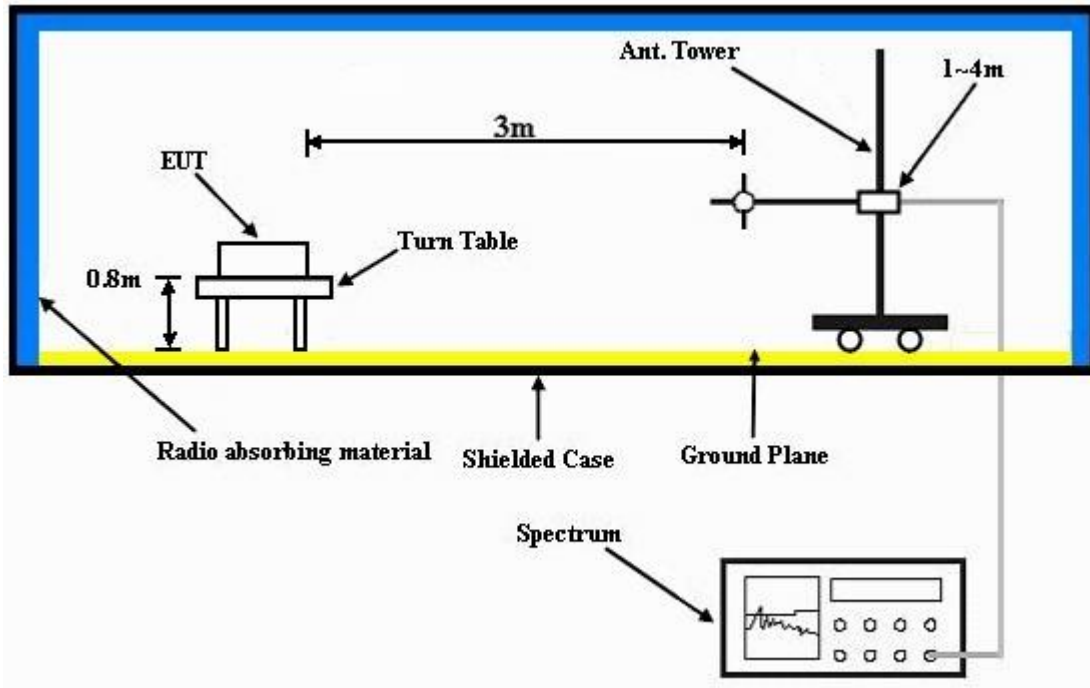 Ant. Tower
1~4m
3m
EUT
Turn Table
0.8m
Radio absorbing material
Shielded Case
Ground Plane
Spectrum